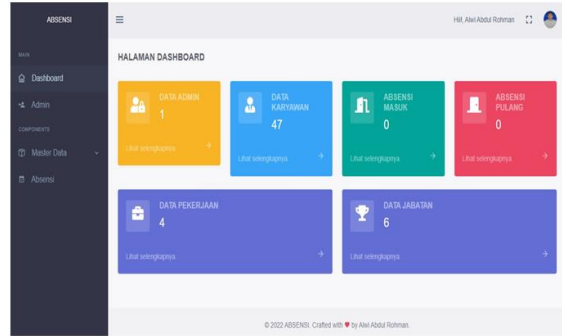 ABSENSI
Hi!, Alwi Abdul Rohman
MAIN
Dashboard
Admin
COMPONENTS
Master Data
Absensi
HALAMAN DASHBOARD
DATA ADMIN
1
Lihat selengkapnya
DATA
KARYAWAN
47
Lihat selengkapnya
ABSENSI
MASUK
0
Lihat selengkapnya
ABSENSI
PULANG
0
Lihat selengkapnya
DATA PEKERJAAN
4
Lihat selengkapnya
DATA JABATAN
6
Lihat selengkapnya
© 2022 ABSENSI. Crafted with ♥ by Alwi Abdul Rohman.